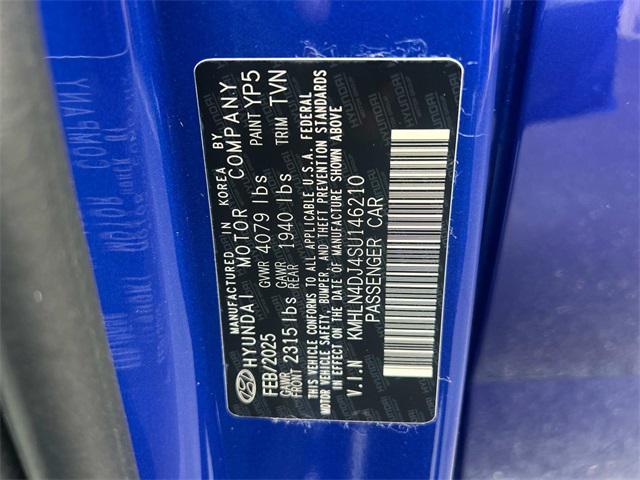 MANUFACTURED IN KOREA BY
HYUNDAI MOTOR COMPANY
FEB/2025 GVWR 4079 lbs PAINT YP5
GAWR FRONT 2315 lbs GAWR REAR 1940 lbs TRIM TVN
THIS VEHICLE CONFORMS TO ALL APPLICABLE U.S.A. FEDERAL
MOTOR VEHICLE SAFETY, BUMPER, AND THEFT PREVENTION STANDARDS
IN EFFECT ON THE DATE OF MANUFACTURE SHOWN ABOVE
V.I.N KMHLN4DJ4SU146210
PASSENGER CAR